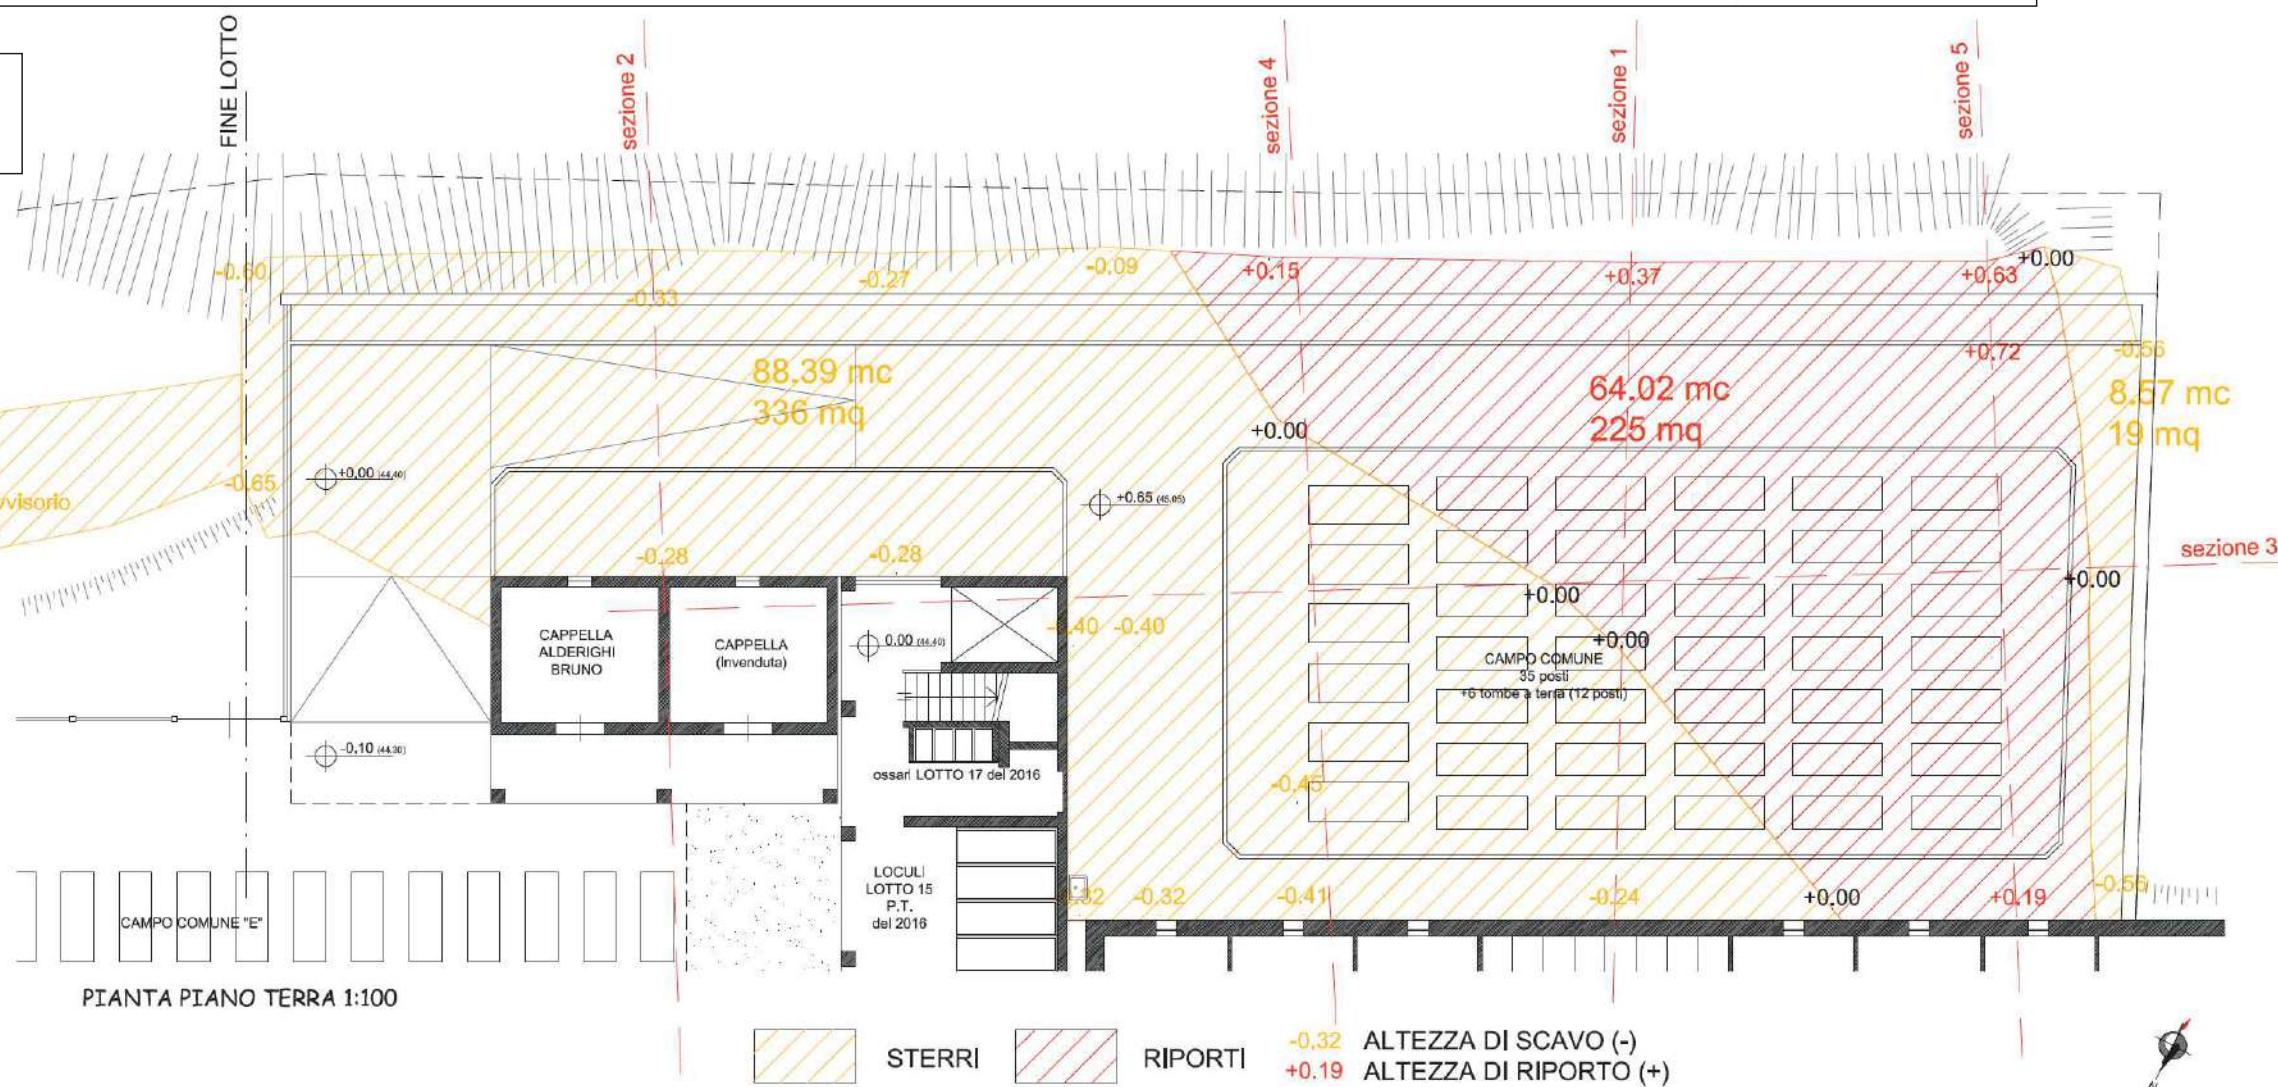 FINE LOTTO
sezione 2
sezione 4
sezione 1
sezione 5
-0.60
-0.33
-0.27
-0.09
+0.15
+0.37
+0.63
+0.00
+0.72
-0.56
88.39 mc
336 mq
64.02 mc
225 mq
8.57 mc
19 mq
+0.00
+0.00 (44.40)
-0.65
+0.65 (45.05)
-0.28
-0.28
sezione 3
+0.00
+0.00
+0.00
-0.40
CAPPELLA
ALDERIGHI
BRUNO
CAPPELLA
(Invenduta)
0.00 (44.40)
CAMPO COMUNE
35 posti
+6 tombe a terra (12 posti)
-0.10 (44.30)
ossari LOTTO 17 del 2016
-0.45
LOCULI
LOTTO 15
P.T.
del 2016
-0.32
-0.41
-0.24
+0.00
+0.19
-0.56
CAMPO COMUNE "E"
PIANTA PIANO TERRA 1:100
STERRI
RIPORTI
-0.32 ALTEZZA DI SCAVO (-)
+0.19 ALTEZZA DI RIPORTO (+)